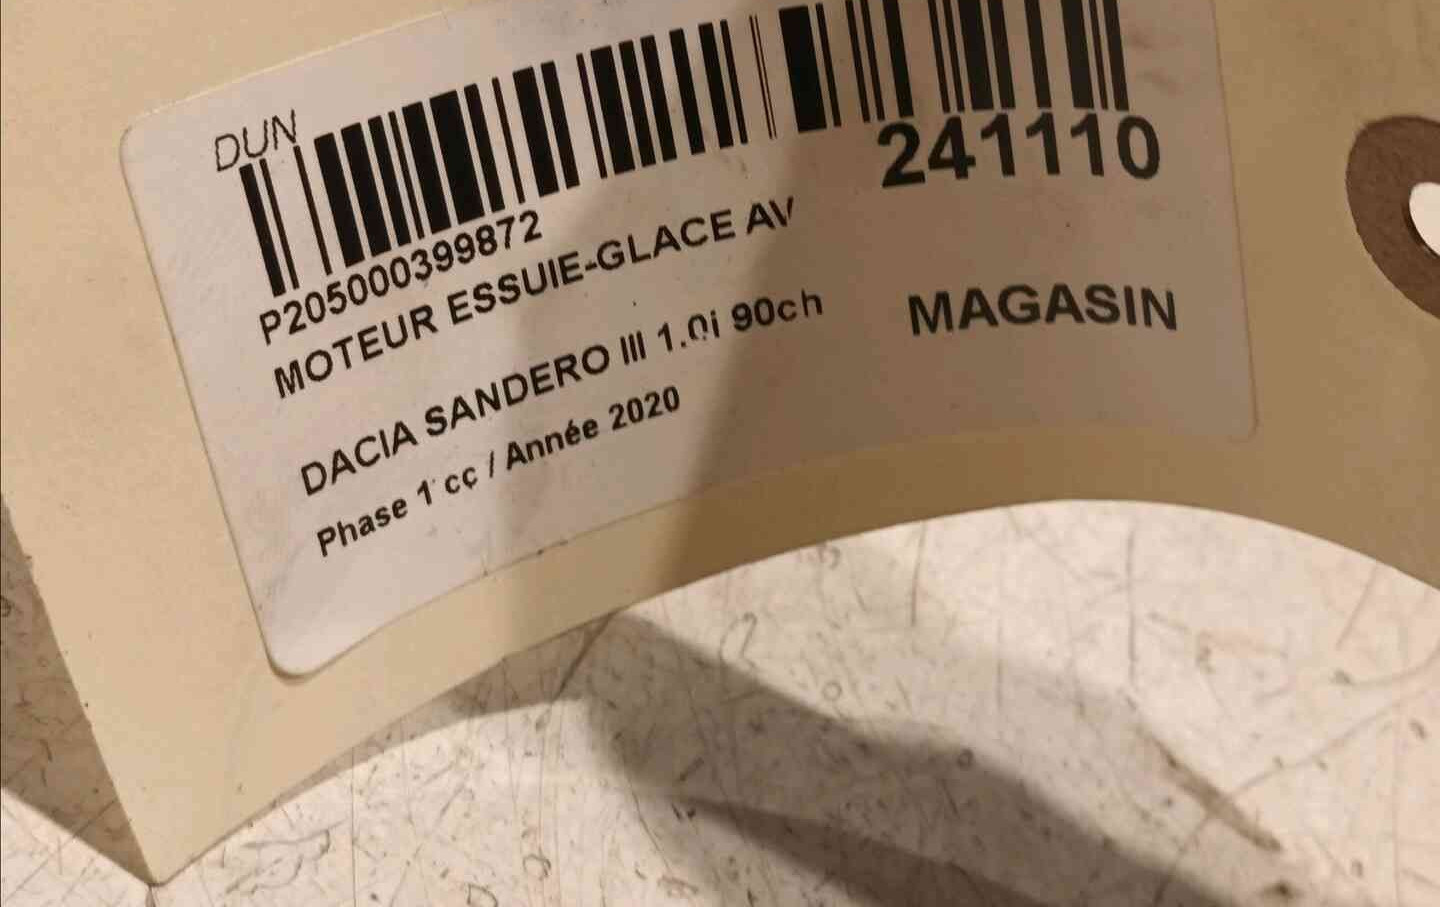 DUN
241110
P205000399872
MOTEUR ESSUIE-GLACE AV
MAGASIN
DACIA SANDERO III 1.0i 90ch
Phase 1 cc / Année 2020